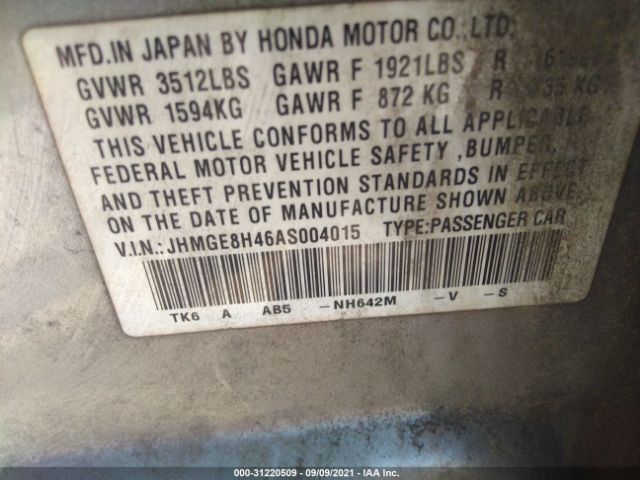 MFD.IN JAPAN BY HONDA MOTOR CO.,LTD.
GVWR 3512LBS GAWR F 1921LBS R
GVWR 1594KG GAWR F 872 KG R KG
THIS VEHICLE CONFORMS TO ALL APPLICABLE
FEDERAL MOTOR VEHICLE SAFETY ,BUMPER,
AND THEFT PREVENTION STANDARDS IN EFFECT
ON THE DATE OF MANUFACTURE SHOWN ABOVE.
V.I.N.:JHMGE8H46AS004015 TYPE:PASSENGER CAR
TK6 A AB5 -NH642M -V -S
000-31220509 - 09/09/2021 - IAA Inc.